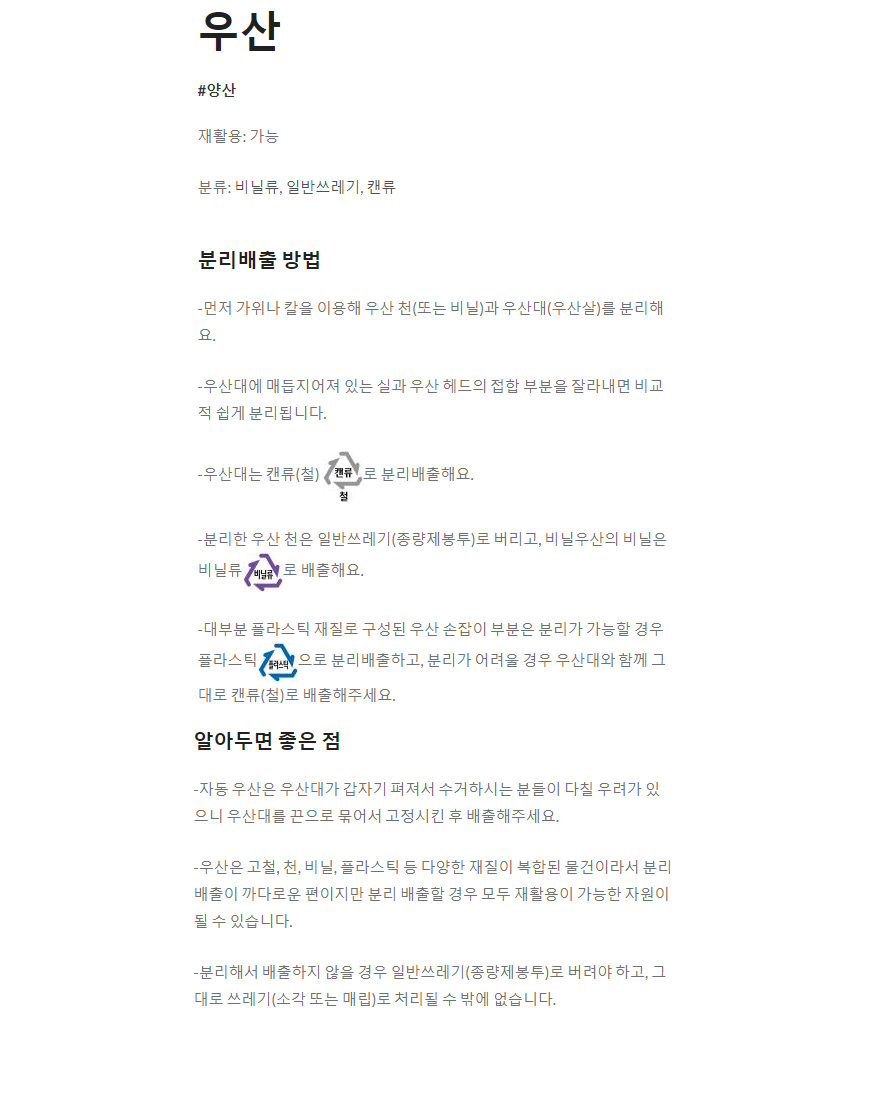 우산
#양산
재활용: 가능
분류: 비닐류, 일반쓰레기, 캔류
분리배출 방법
-먼저 가위나 칼을 이용해 우산 천(또는 비닐)과 우산대(우산살)를 분리해
요.
-우산대에 매듭지어져 있는 실과 우산 헤드의 접합 부분을 잘라내면 비교
적 쉽게 분리됩니다.
-우산대는 캔류(철) 캔류 로 분리배출해요.
철
-분리한 우산 천은 일반쓰레기(종량제봉투)로 버리고, 비닐우산의 비닐은
비닐류 비닐류 로 배출해요.
-대부분 플라스틱 재질로 구성된 우산 손잡이 부분은 분리가 가능할 경우
플라스틱 플라스틱 으로 분리배출하고, 분리가 어려울 경우 우산대와 함께 그
대로 캔류(철)로 배출해주세요.
알아두면 좋은 점
-자동 우산은 우산대가 갑자기 펴져서 수거하시는 분들이 다칠 우려가 있
으니 우산대를 끈으로 묶어서 고정시킨 후 배출해주세요.
-우산은 고철, 천, 비닐, 플라스틱 등 다양한 재질이 복합된 물건이라서 분리
배출이 까다로운 편이지만 분리 배출할 경우 모두 재활용이 가능한 자원이
될 수 있습니다.
-분리해서 배출하지 않을 경우 일반쓰레기(종량제봉투)로 버려야 하고, 그
대로 쓰레기(소각 또는 매립)로 처리될 수 밖에 없습니다.